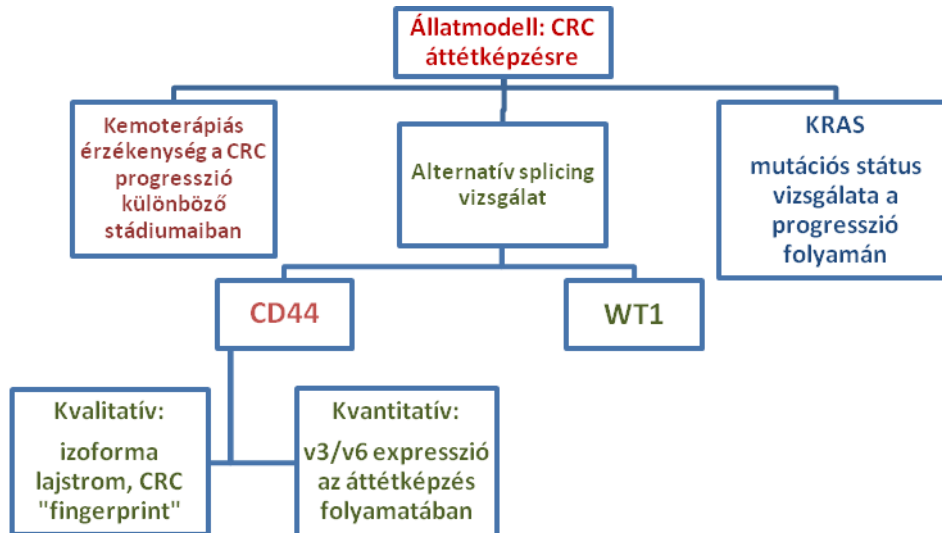 Állatmodell: CRC
áttétképzésre
Kemoterápiás
érzékenység a CRC
progresszió
különböző
stádiumaiban
Alternatív splicing
vizsgálat
KRAS
mutációs státus
vizsgálata a
progresszió
folyamán
CD44
WT1
Kvalitatív:
izoforma
lajstrom, CRC
"fingerprint"
Kvantitatív:
v3/v6 expresszió
az áttétképzés
folyamatában